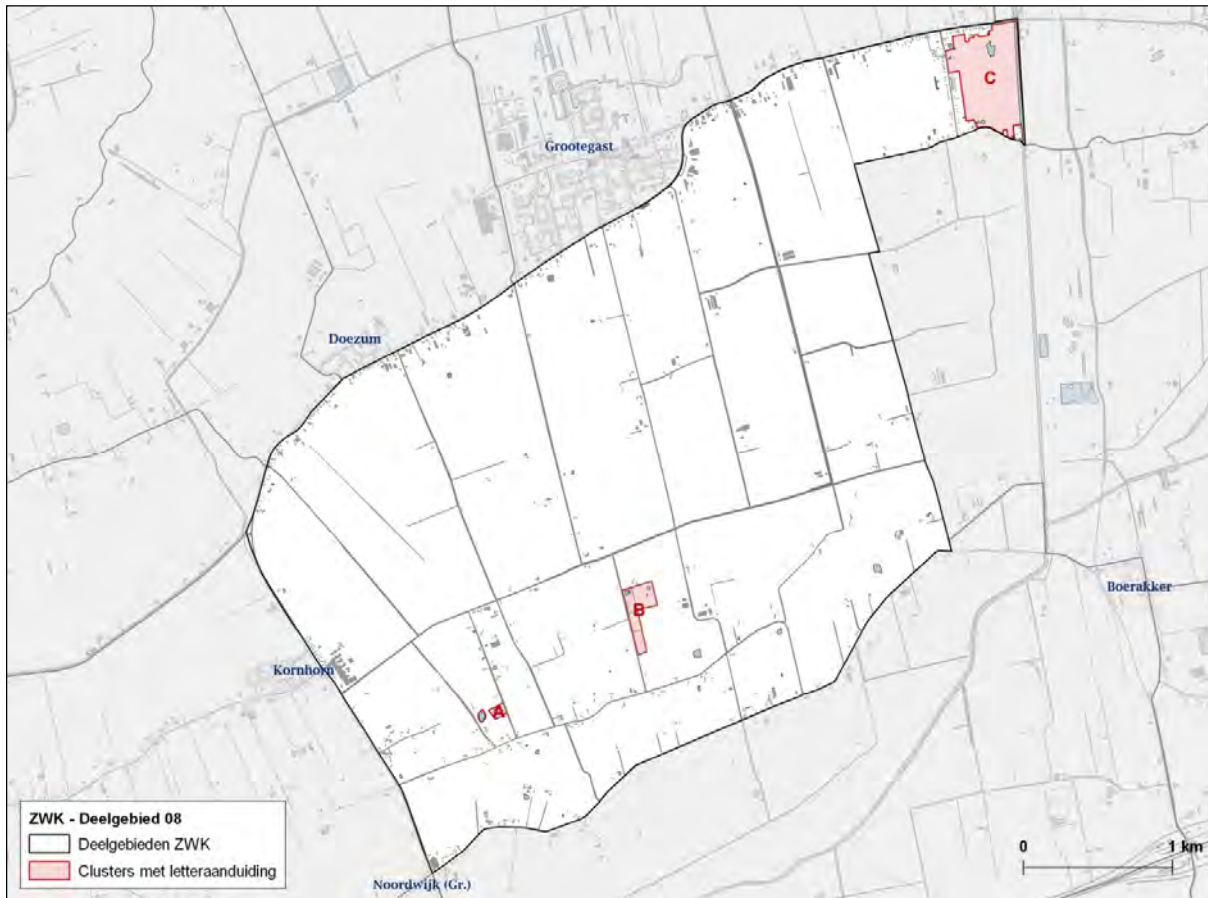 C
Grootegast
Doezum
Boerakker
B
Kornhorn
A
ZWK - Deelgebied 08
Deelgebieden ZWK
Clusters met letteraanduiding
Noordwijk (Gr.)
0 1 km